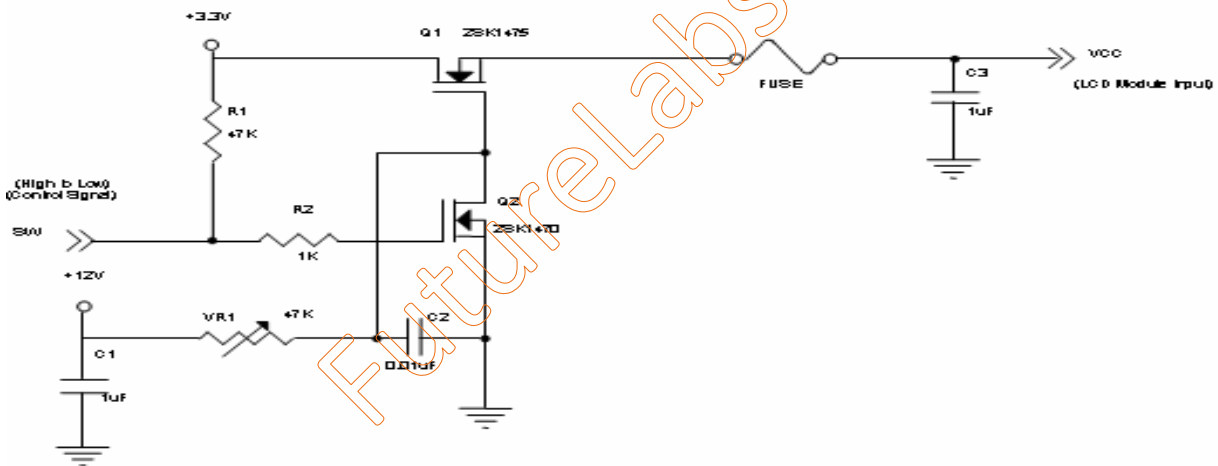 +3.3V
Q1 2SK1475
FUSE
VCC
(LCD Module Input)
C3
1uF
R1
47K
(High to Low)
(Control Signal)
SW
R2
1K
Q2
2SK1470
+12V
VR1 47K
C2
0.01uF
C1
1uF
FutureLabs